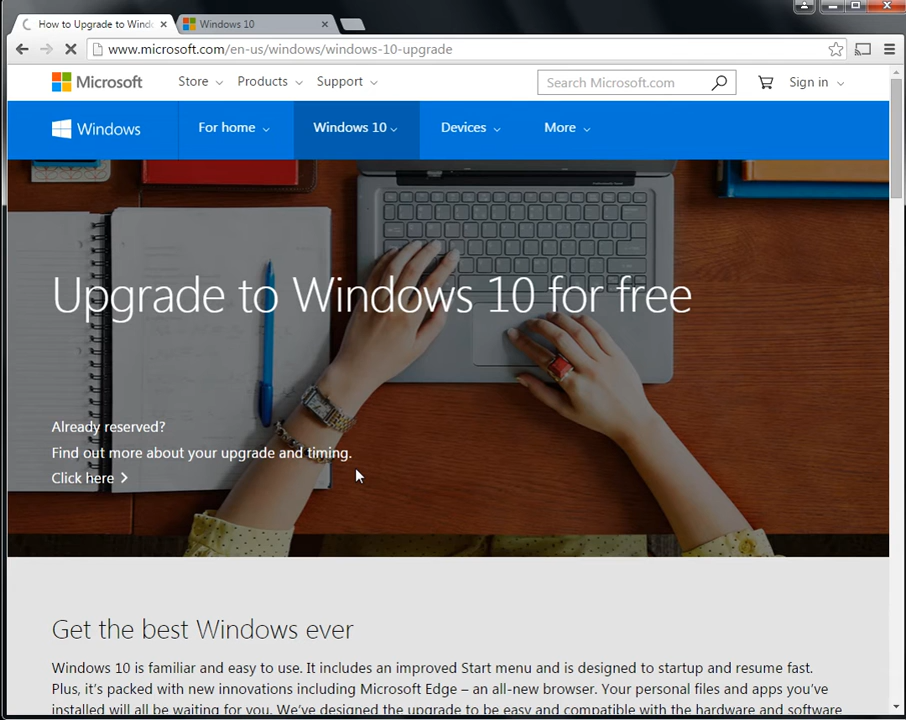 How to Upgrade to Wind
Windows 10
www.microsoft.com/en-us/windows/windows-10-upgrade
Microsoft
Store
Products
Support
Search Microsoft.com
Sign in
Windows
For home
Windows 10
Devices
More
Upgrade to Windows 10 for free
Already reserved?
Find out more about your upgrade and timing.
Click here
Get the best Windows ever
Windows 10 is familiar and easy to use. It includes an improved Start menu and is designed to startup and resume fast.
Plus, it's packed with new innovations including Microsoft Edge – an all-new browser. Your personal files and apps you've
installed will all be waiting for you. We've designed the upgrade to be easy and compatible with the hardware and software